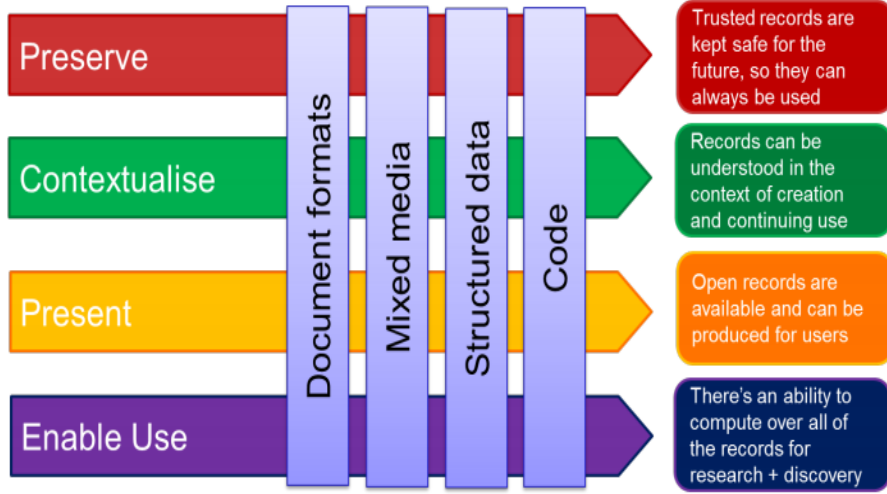 Preserve
Trusted records are
kept safe for the
future, so they can
always be used
Contextualise
Records can be
understood in the
context of creation
and continuing use
Present
Open records are
available and can be
produced for users
Enable Use
There's an ability to
compute over all of
the records for
research + discovery
Document formats
Mixed media
Structured data
Code